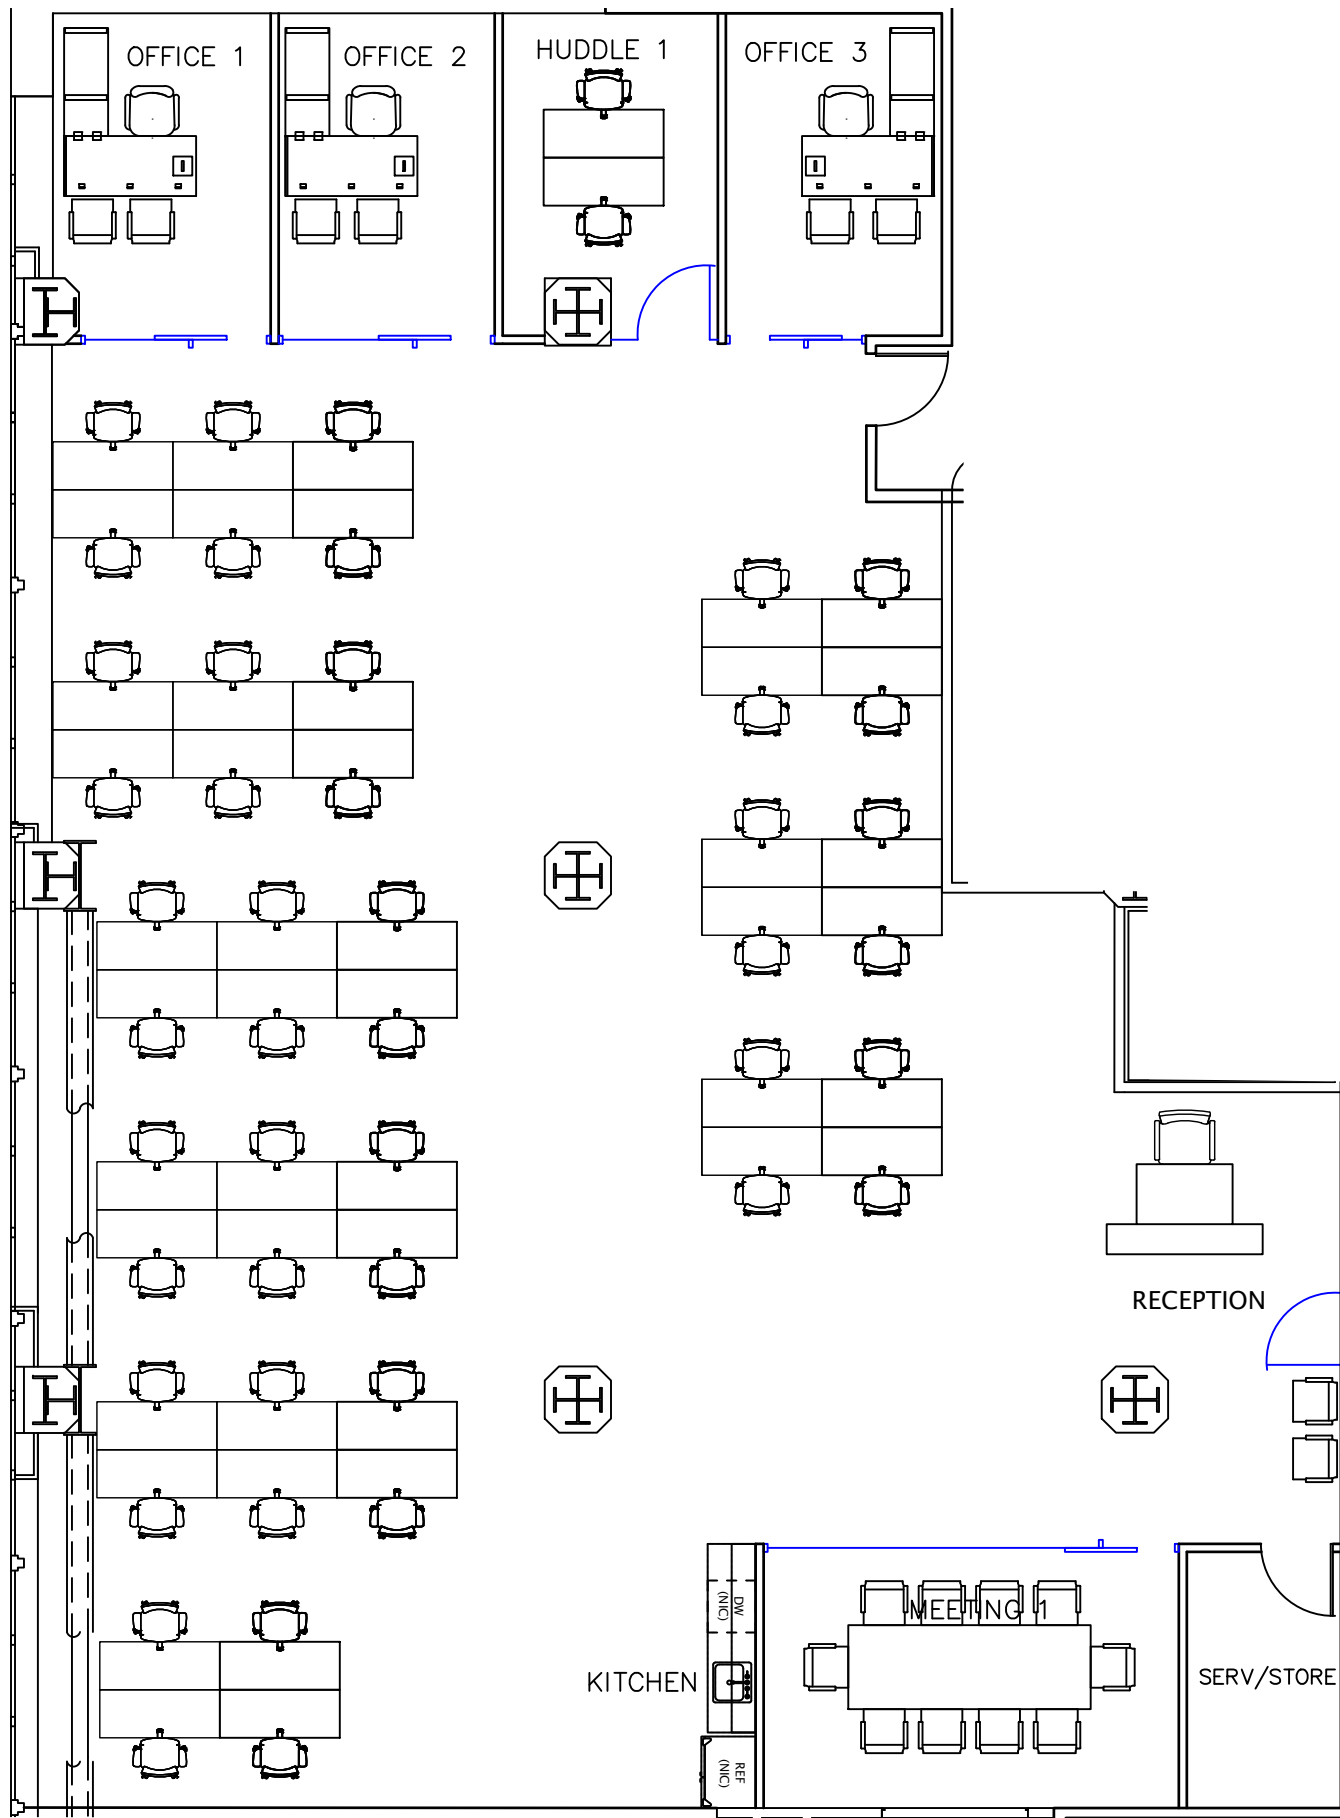 OFFICE 1
OFFICE 2
HUDDLE 1
OFFICE 3
RECEPTION
DW
(NIC)
MEETING 1
KITCHEN
SERV/STORE
REF
(NIC)